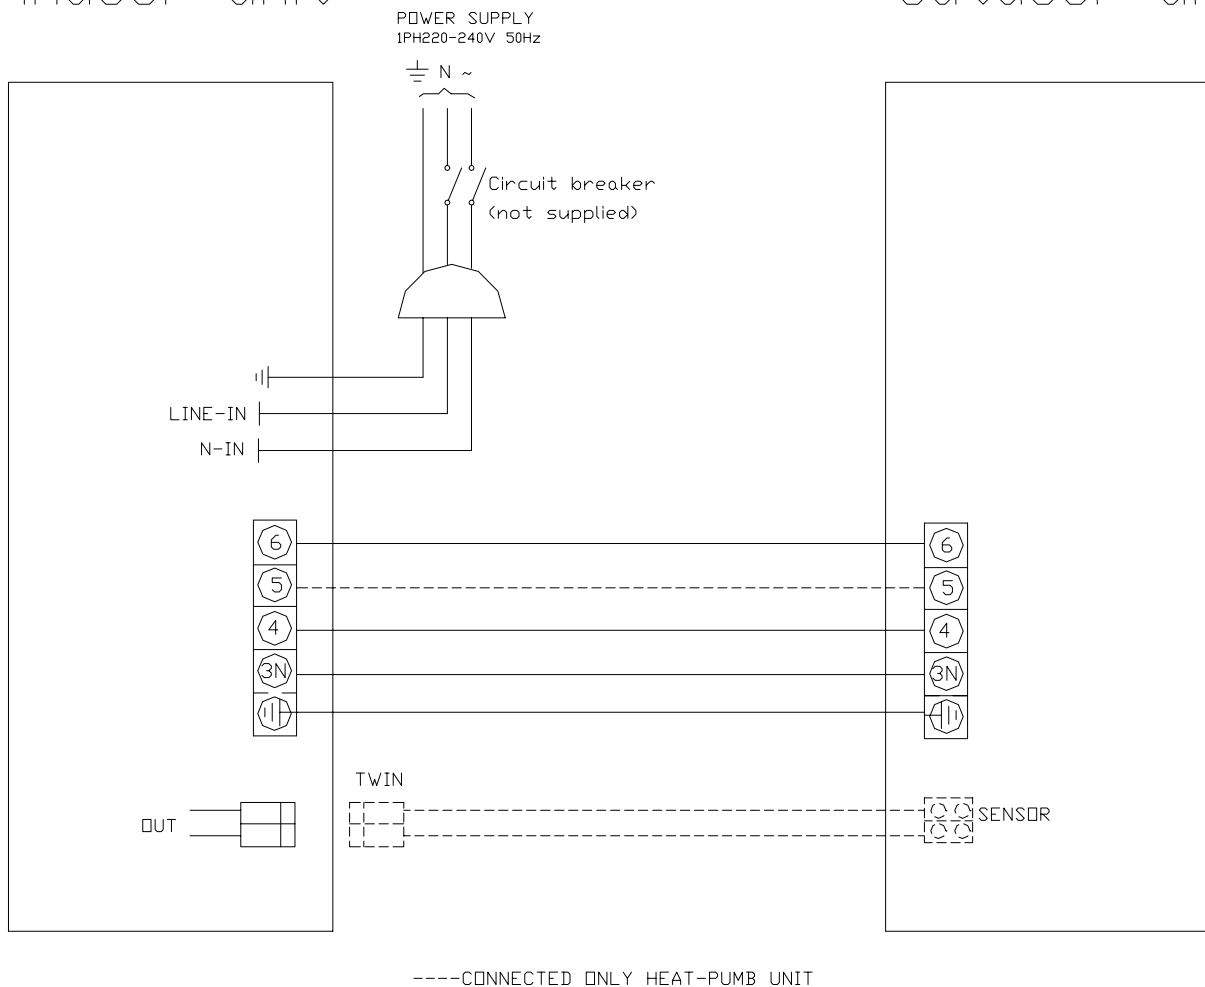 POWER SUPPLY
1PH220-240V 50Hz
N ~
Circuit breaker
(not supplied)
LINE-IN
N-IN
6
6
5
5
4
4
3N
3N
TWIN
OUT
SENSOR
----CONNECTED ONLY HEAT-PUMB UNIT